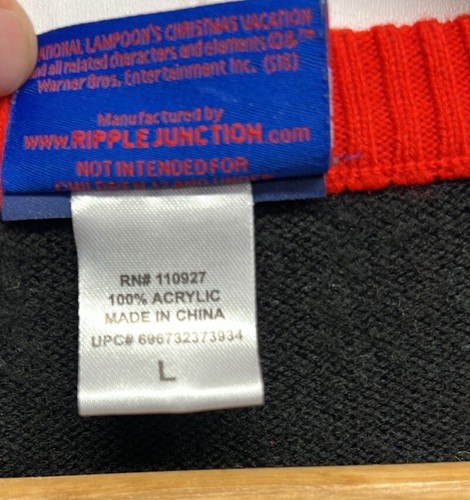 NATIONAL LAMPOON'S CHRISTMAS VACATION
and all related characters and elements ©&™
Warner Bros. Entertainment Inc. (S18)
Manufactured by
www.RIPPLEJUNCTION.com
NOT INTENDED FOR
RN# 110927
100% ACRYLIC
MADE IN CHINA
UPC# 696732373934
L